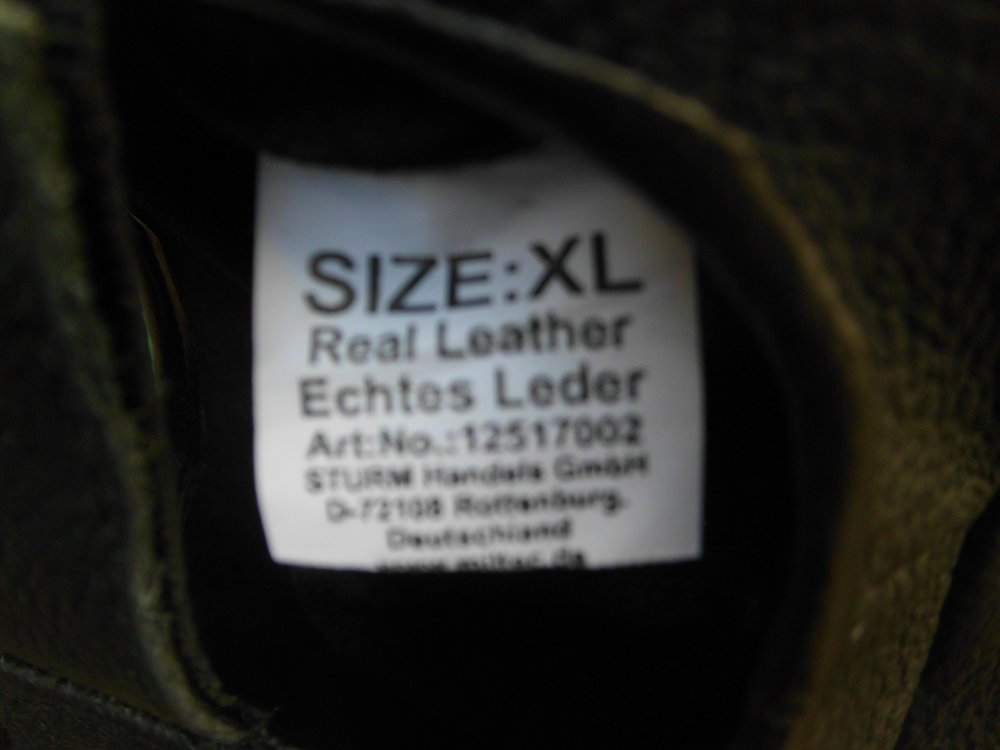 SIZE:XL
Real Leather
Echtes Leder
Art:No.:12517002
STURM Handels GmbH
D-72108 Rottenburg.
Deutschland